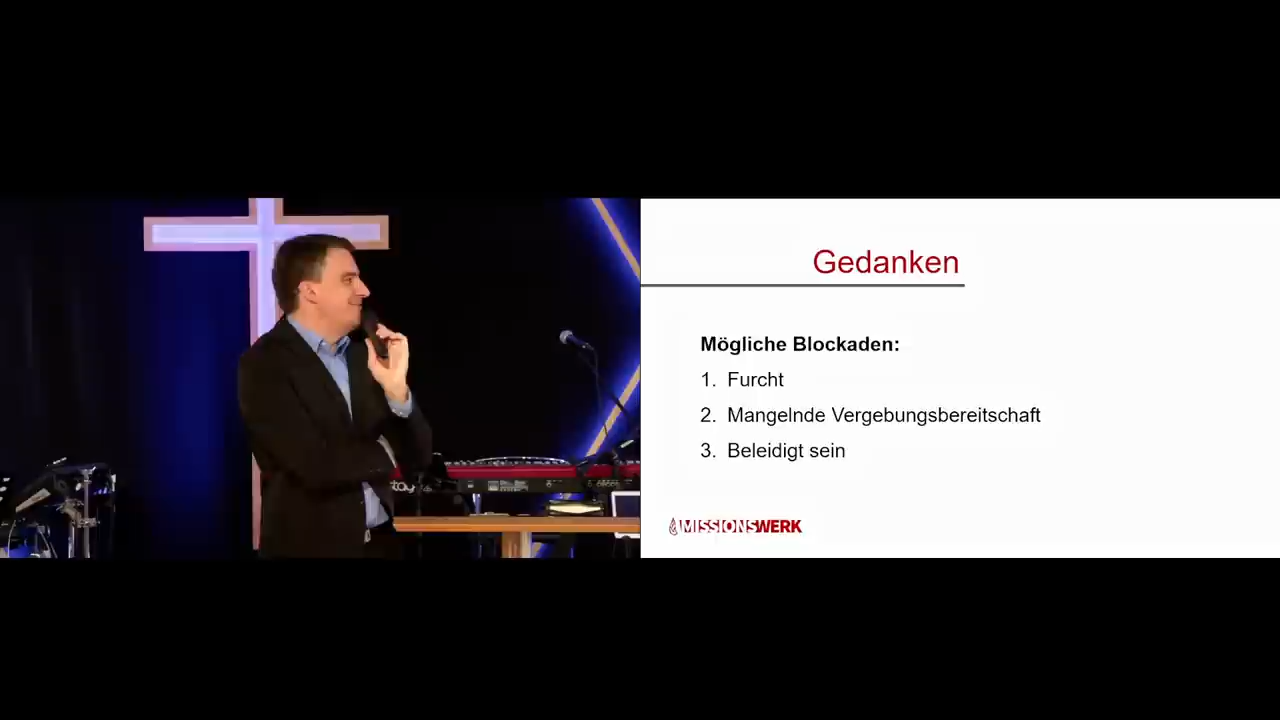 Gedanken
Mögliche Blockaden:
1. Furcht
2. Mangelnde Vergebungsbereitschaft
3. Beleidigt sein
MISSIONSWERK